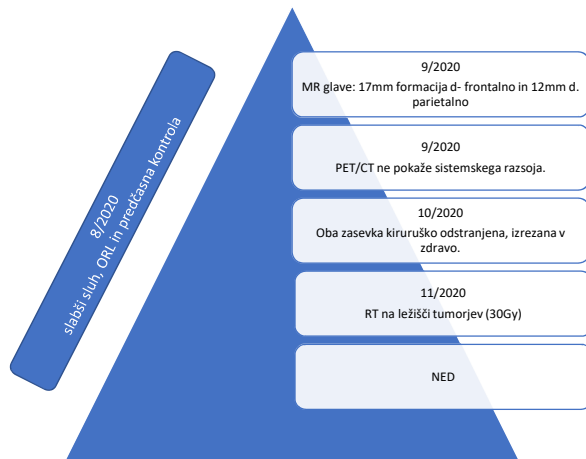 8/2020
slabši sluh, ORL in predčasna kontrola
9/2020
MR glave: 17mm formacija d- frontalno in 12mm d.
parietalno
9/2020
PET/CT ne pokaže sistemskega razsoja.
10/2020
Oba zasevka kiruruško odstranjena, izrezana v
zdravo.
11/2020
RT na ležišči tumorjev (30Gy)
NED